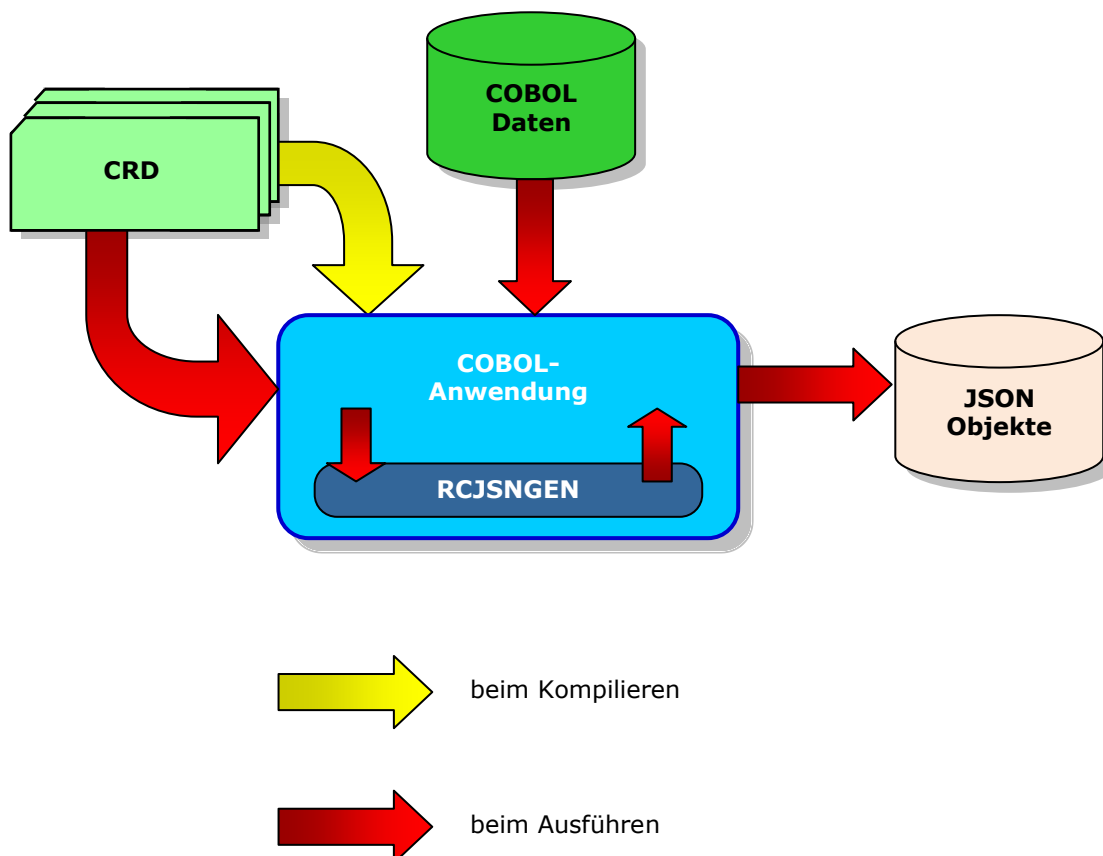 COBOL
Daten
CRD
COBOL-
Anwendung
JSON
Objekte
RCJSNGEN
beim Kompilieren
beim Ausführen